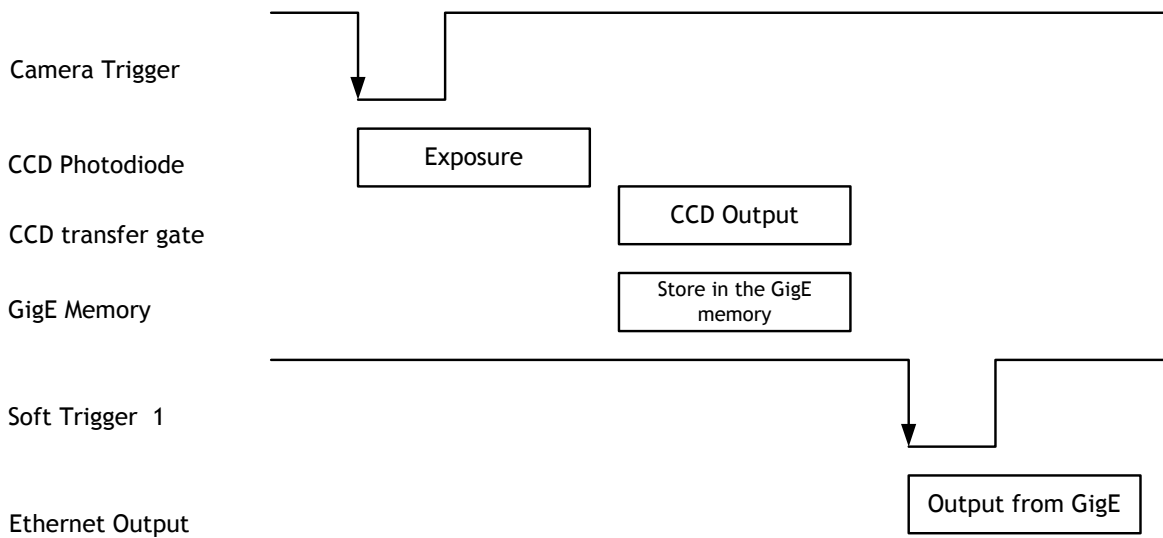 Camera Trigger
CCD Photodiode
Exposure
CCD transfer gate
CCD Output
GigE Memory
Store in the GigE
memory
Soft Trigger 1
Ethernet Output
Output from GigE